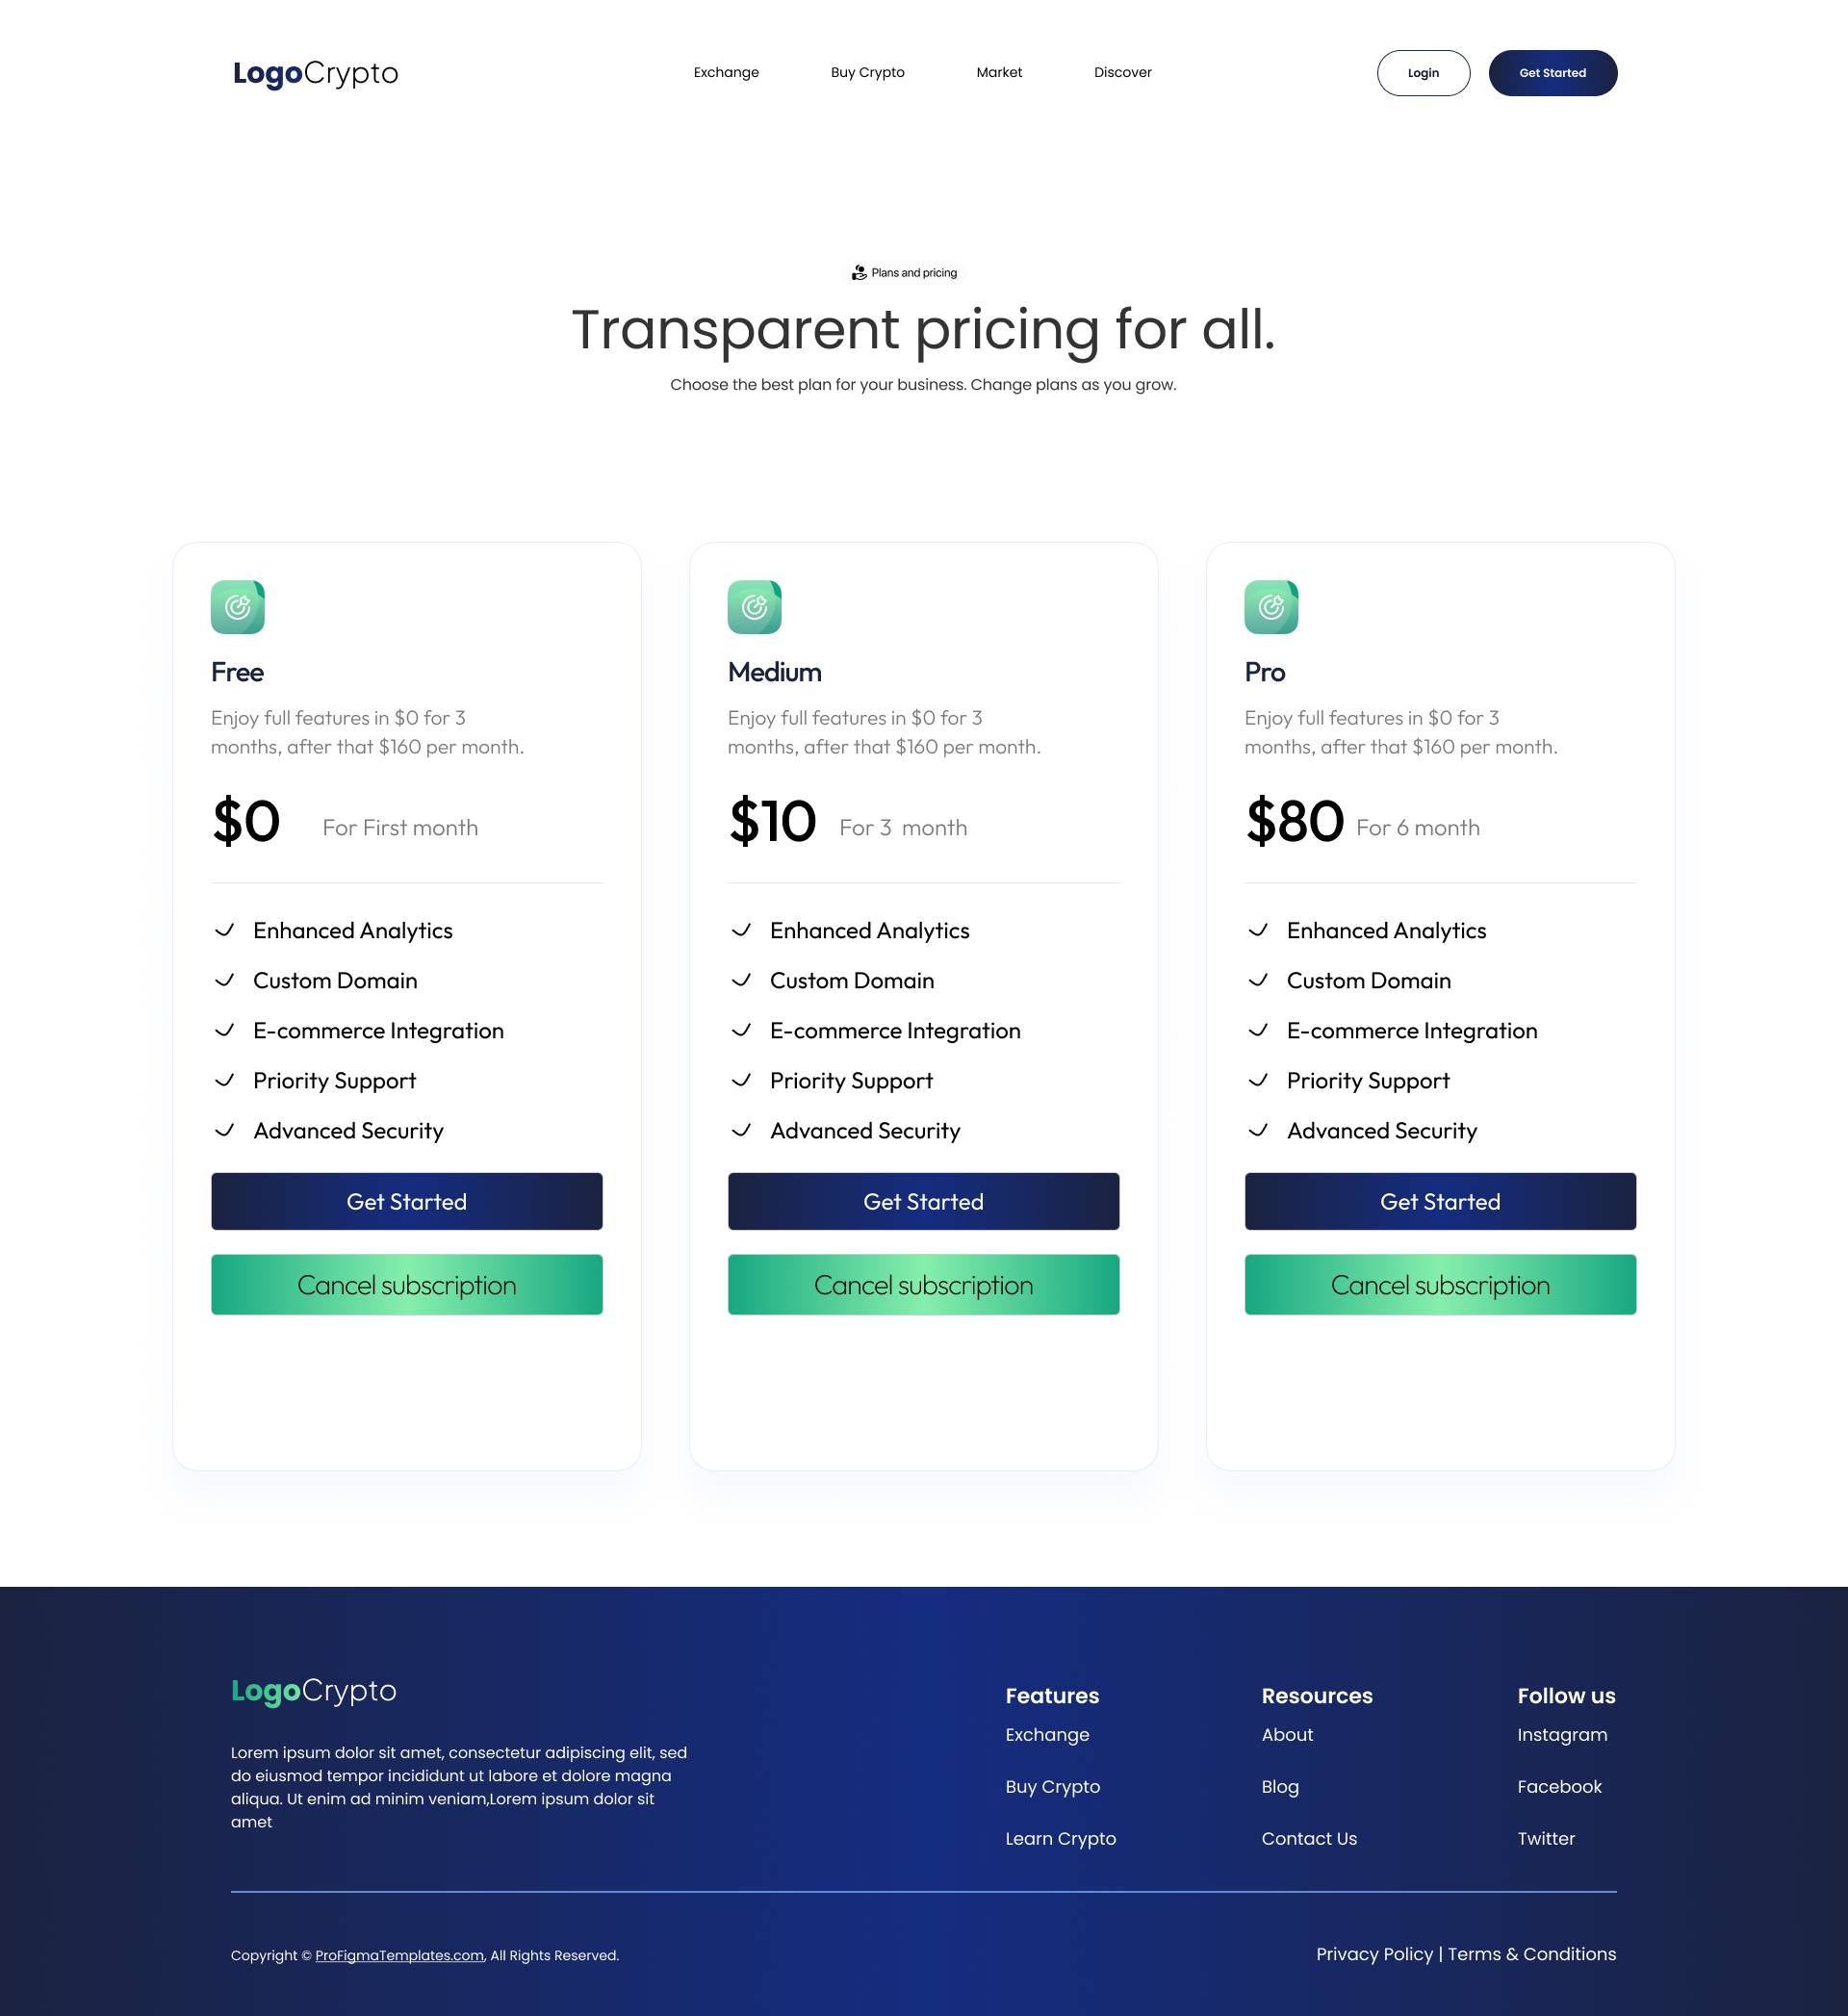 LogoCrypto
Exchange
Buy Crypto
Market
Discover
Login
Get Started
Plans and pricing
Transparent pricing for all.
Choose the best plan for your business. Change plans as you grow.
Free
Enjoy full features in $0 for 3
months, after that $160 per month.
$0 For First month
Enhanced Analytics
Custom Domain
E-commerce Integration
Priority Support
Advanced Security
Get Started
Cancel subscription
Medium
Enjoy full features in $0 for 3
months, after that $160 per month.
$10 For 3 month
Enhanced Analytics
Custom Domain
E-commerce Integration
Priority Support
Advanced Security
Get Started
Cancel subscription
Pro
Enjoy full features in $0 for 3
months, after that $160 per month.
$80 For 6 month
Enhanced Analytics
Custom Domain
E-commerce Integration
Priority Support
Advanced Security
Get Started
Cancel subscription
LogoCrypto
Lorem ipsum dolor sit amet, consectetur adipiscing elit, sed
do eiusmod tempor incididunt ut labore et dolore magna
aliqua. Ut enim ad minim veniam,Lorem ipsum dolor sit
amet
Features
Exchange
Buy Crypto
Learn Crypto
Resources
About
Blog
Contact Us
Follow us
Instagram
Facebook
Twitter
Copyright © ProFigmaTemplates.com, All Rights Reserved.
Privacy Policy | Terms & Conditions